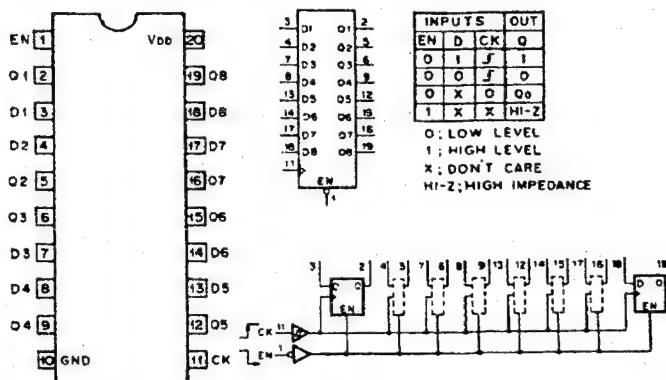 EN 1 VDD 20
Q1 2 19 Q8
D1 3 18 D8
D2 4 17 D7
Q2 5 16 Q7
Q3 6 15 Q6
D3 7 14 D6
D4 8 13 D5
Q4 9 12 Q5
10 GND 11 CK
3 D1 Q1 2
4 D2 Q2 5
7 D3 Q3 6
8 D4 Q4 9
13 D5 Q5 12
14 D6 Q6 15
17 D7 Q7 16
18 D8 Q8 19
11
EN
1
INPUTS OUT
EN D CK Q
0 1 1
0 0 0
0 X 0 Q0
1 X X HI-Z
0; LOW LEVEL
1; HIGH LEVEL
X; DON'T CARE
HI-Z; HIGH IMPEDANCE
3 2 4 5 7 6 8 9 13 12 14 15 17 16 18 19
D Q D Q
EN EN
CK 11
EN 1